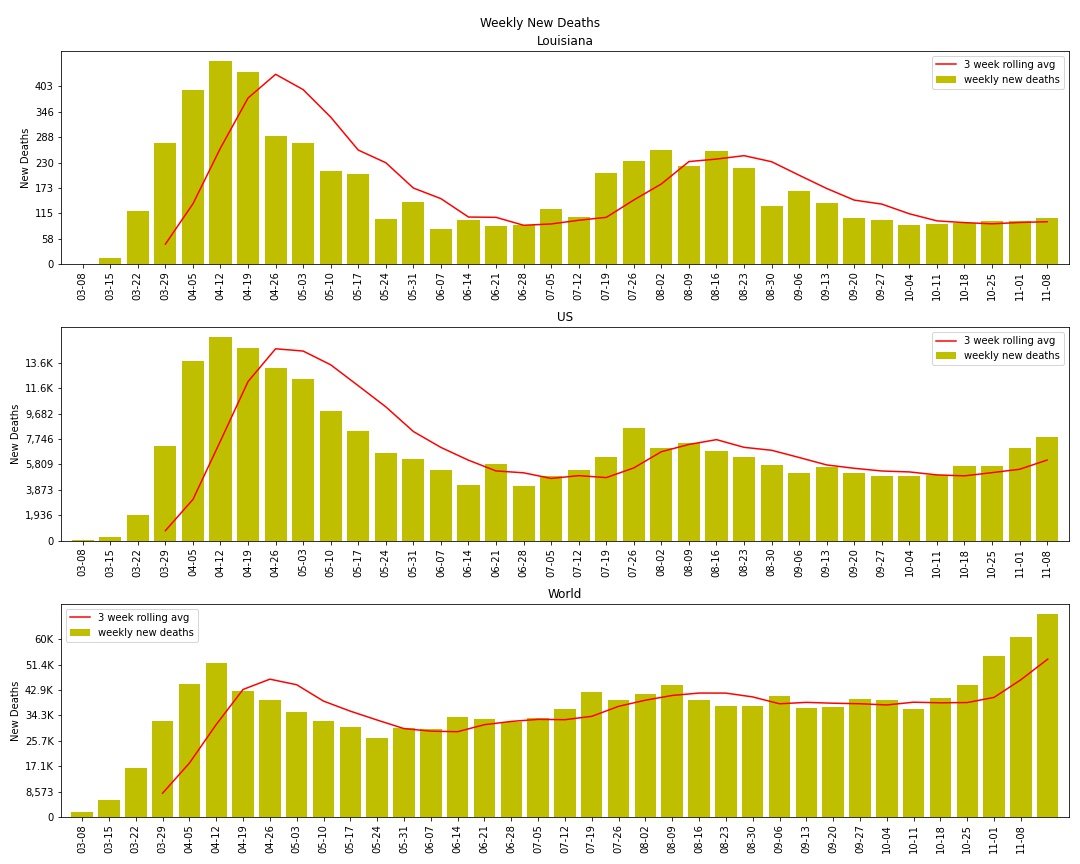 Weekly New Deaths
Louisiana
3 week rolling avg
weekly new deaths
New Deaths
403
346
288
230
173
115
58
0
03-08 03-15 03-22 03-29 04-05 04-12 04-19 04-26 05-03 05-10 05-17 05-24 05-31 06-07 06-14 06-21 06-28 07-05 07-12 07-19 07-26 08-02 08-09 08-16 08-23 08-30 09-06 09-13 09-20 09-27 10-04 10-11 10-18 10-25 11-01 11-08
US
3 week rolling avg
weekly new deaths
New Deaths
13.6K
11.6K
9,682
7,746
5,809
3,873
1,936
0
03-08 03-15 03-22 03-29 04-05 04-12 04-19 04-26 05-03 05-10 05-17 05-24 05-31 06-07 06-14 06-21 06-28 07-05 07-12 07-19 07-26 08-02 08-09 08-16 08-23 08-30 09-06 09-13 09-20 09-27 10-04 10-11 10-18 10-25 11-01 11-08
World
3 week rolling avg
weekly new deaths
New Deaths
60K
51.4K
42.9K
34.3K
25.7K
17.1K
8,573
0
03-08 03-15 03-22 03-29 04-05 04-12 04-19 04-26 05-03 05-10 05-17 05-24 05-31 06-07 06-14 06-21 06-28 07-05 07-12 07-19 07-26 08-02 08-09 08-16 08-23 08-30 09-06 09-13 09-20 09-27 10-04 10-11 10-18 10-25 11-01 11-08